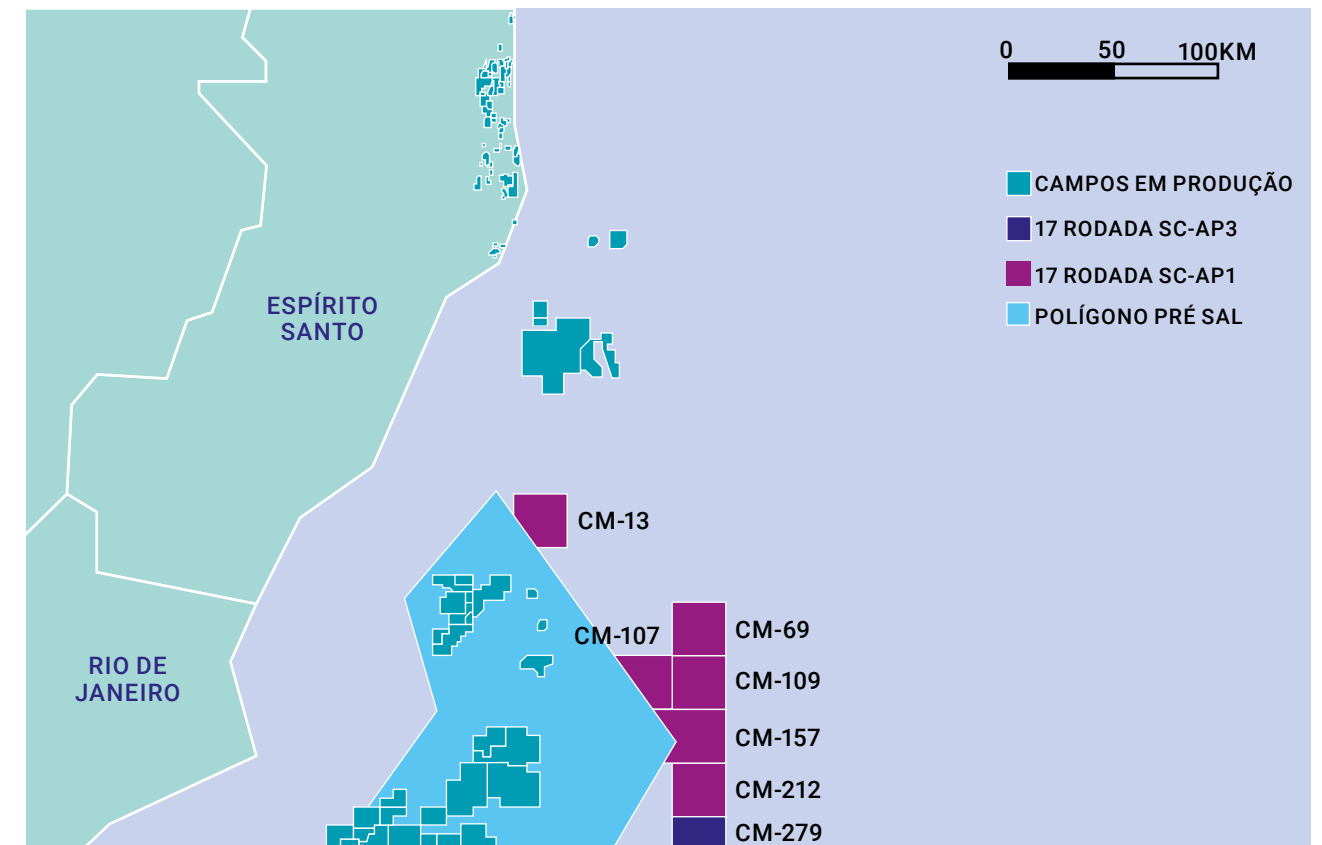 0 50 100KM
CAMPOS EM PRODUÇÃO
17 RODADA SC-AP3
17 RODADA SC-AP1
POLÍGONO PRÉ SAL
ESPÍRITO
SANTO
CM-13
CM-107
CM-69
RIO DE
JANEIRO
CM-109
CM-157
CM-212
CM-279